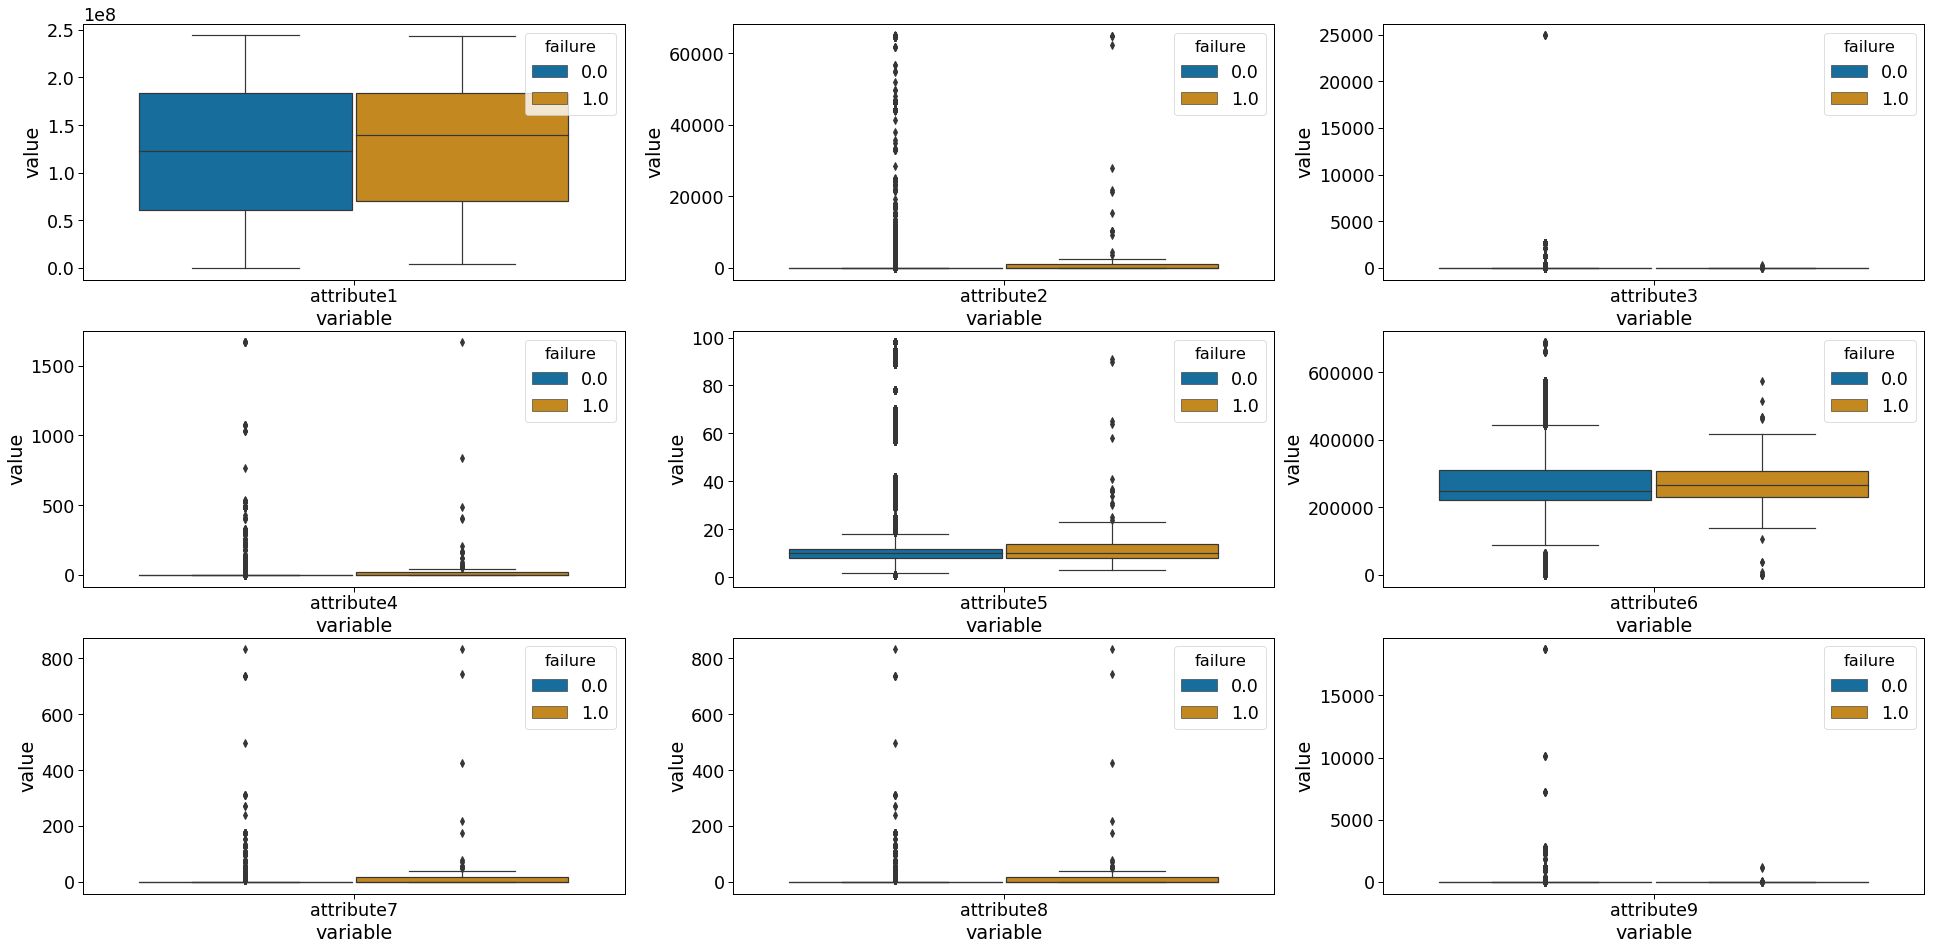 1e8
2.5
2.0
1.5
1.0
0.5
0.0
value
failure
0.0
1.0
attribute1
variable
60000
40000
20000
0
value
failure
0.0
1.0
attribute2
variable
25000
20000
15000
10000
5000
0
value
failure
0.0
1.0
attribute3
variable
1500
1000
500
0
value
failure
0.0
1.0
attribute4
variable
100
80
60
40
20
0
value
failure
0.0
1.0
attribute5
variable
600000
400000
200000
0
value
failure
0.0
1.0
attribute6
variable
800
600
400
200
0
value
failure
0.0
1.0
attribute7
variable
800
600
400
200
0
value
failure
0.0
1.0
attribute8
variable
15000
10000
5000
0
value
failure
0.0
1.0
attribute9
variable